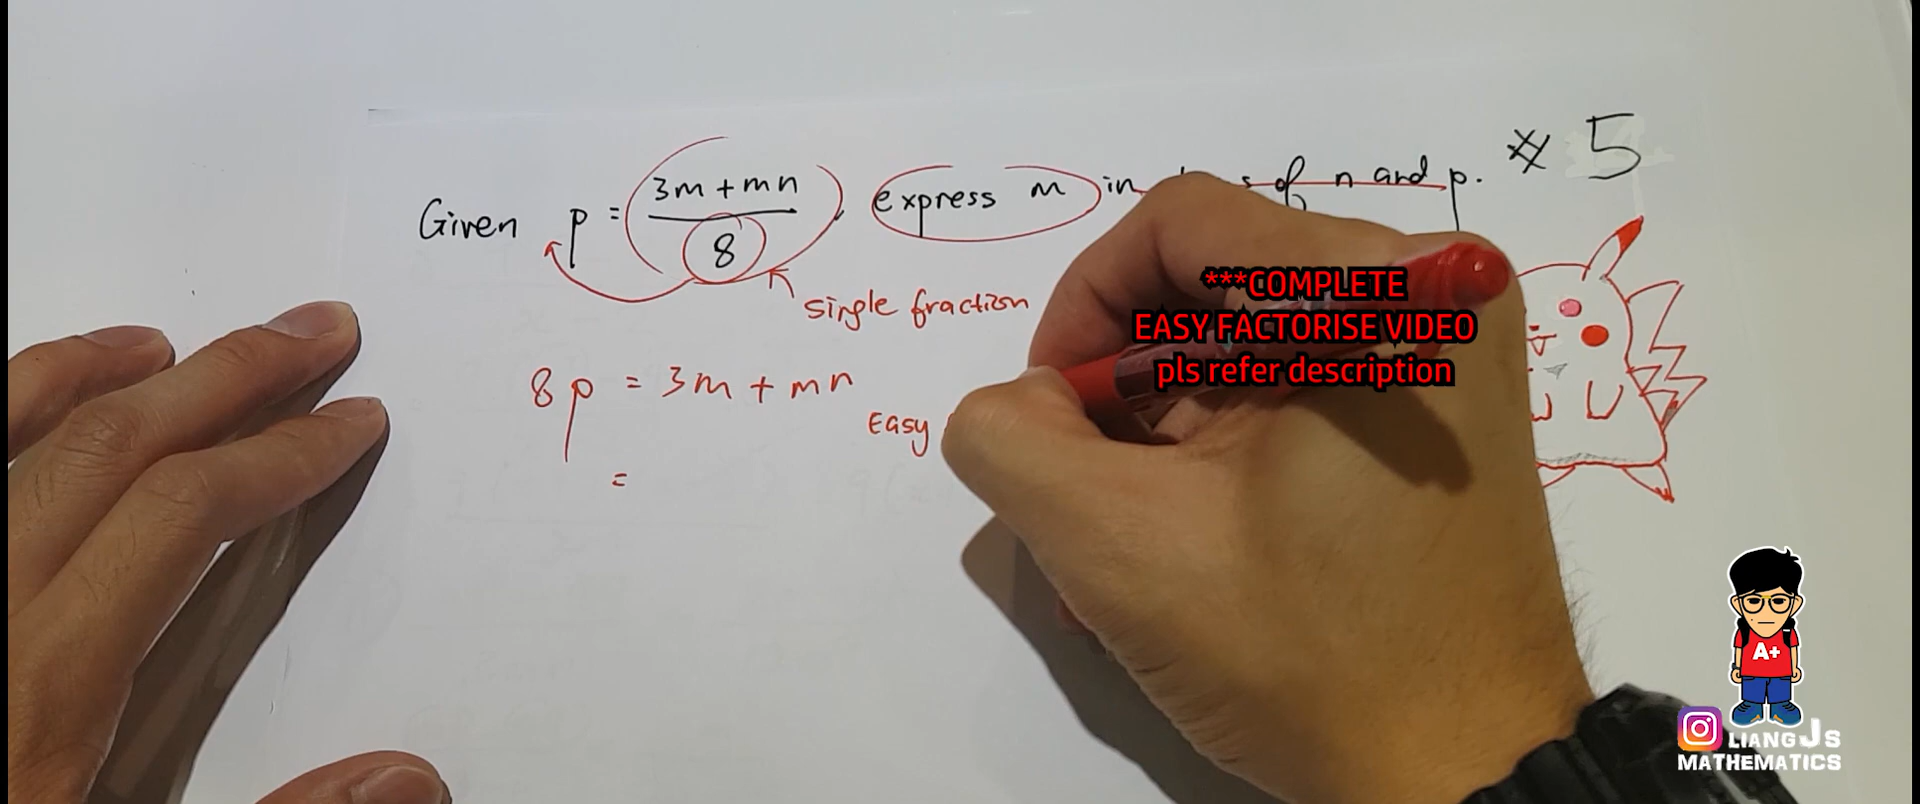 Given p = 3m + mn / 8, express m in of n and p. # 5
single fraction
8p = 3m + mn
Easy
=
***COMPLETE
EASY FACTORISE VIDEO
pls refer description
A+
LIANGJS
MATHEMATICS